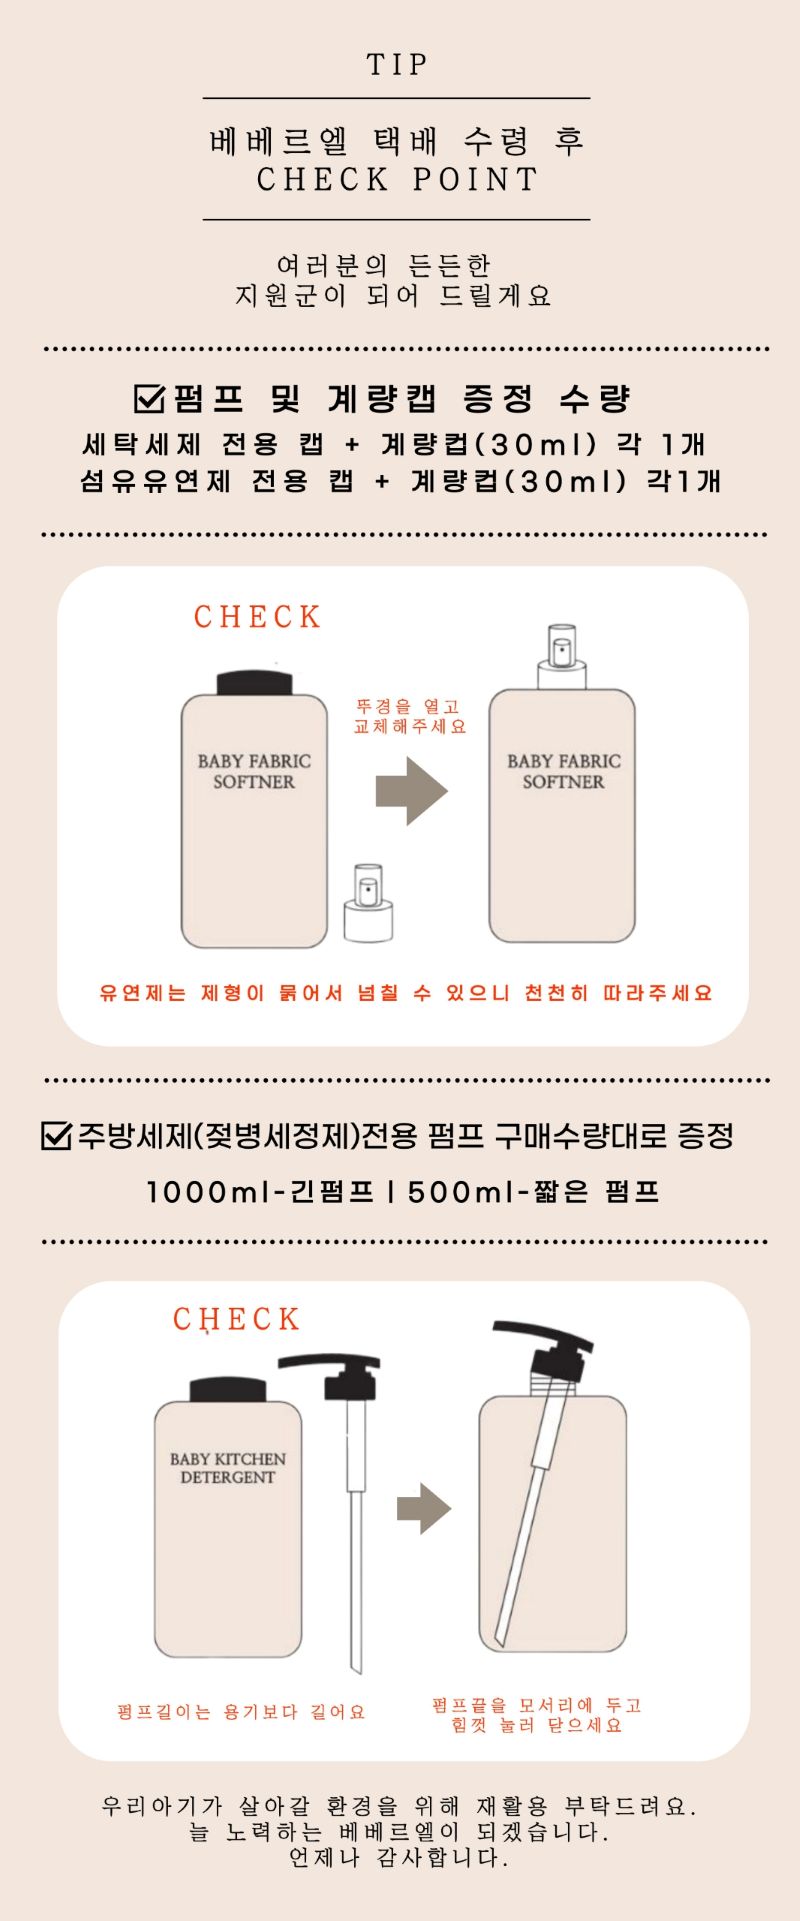 TIP
베베르엘 택배 수령 후
CHECK POINT
여러분의 든든한
지원군이 되어 드릴게요
펌프 및 계량캡 증정 수량
세탁세제 전용 캡 + 계량컵(30ml) 각 1개
섬유유연제 전용 캡 + 계량컵(30ml) 각1개
CHECK
뚜경을 열고
교체해주세요
BABY FABRIC
SOFTNER
BABY FABRIC
SOFTNER
유연제는 제형이 묽어서 넘칠 수 있으니 천천히 따라주세요
주방세제(젖병세정제)전용 펌프 구매수량대로 증정
1000ml-긴펌프 | 500ml-짧은 펌프
CHECK
BABY KITCHEN
DETERGENT
펌프길이는 용기보다 길어요
펌프끝을 모서리에 두고
힘껏 눌러 닫으세요
우리아기가 살아갈 환경을 위해 재활용 부탁드려요.
늘 노력하는 베베르엘이 되겠습니다.
언제나 감사합니다.